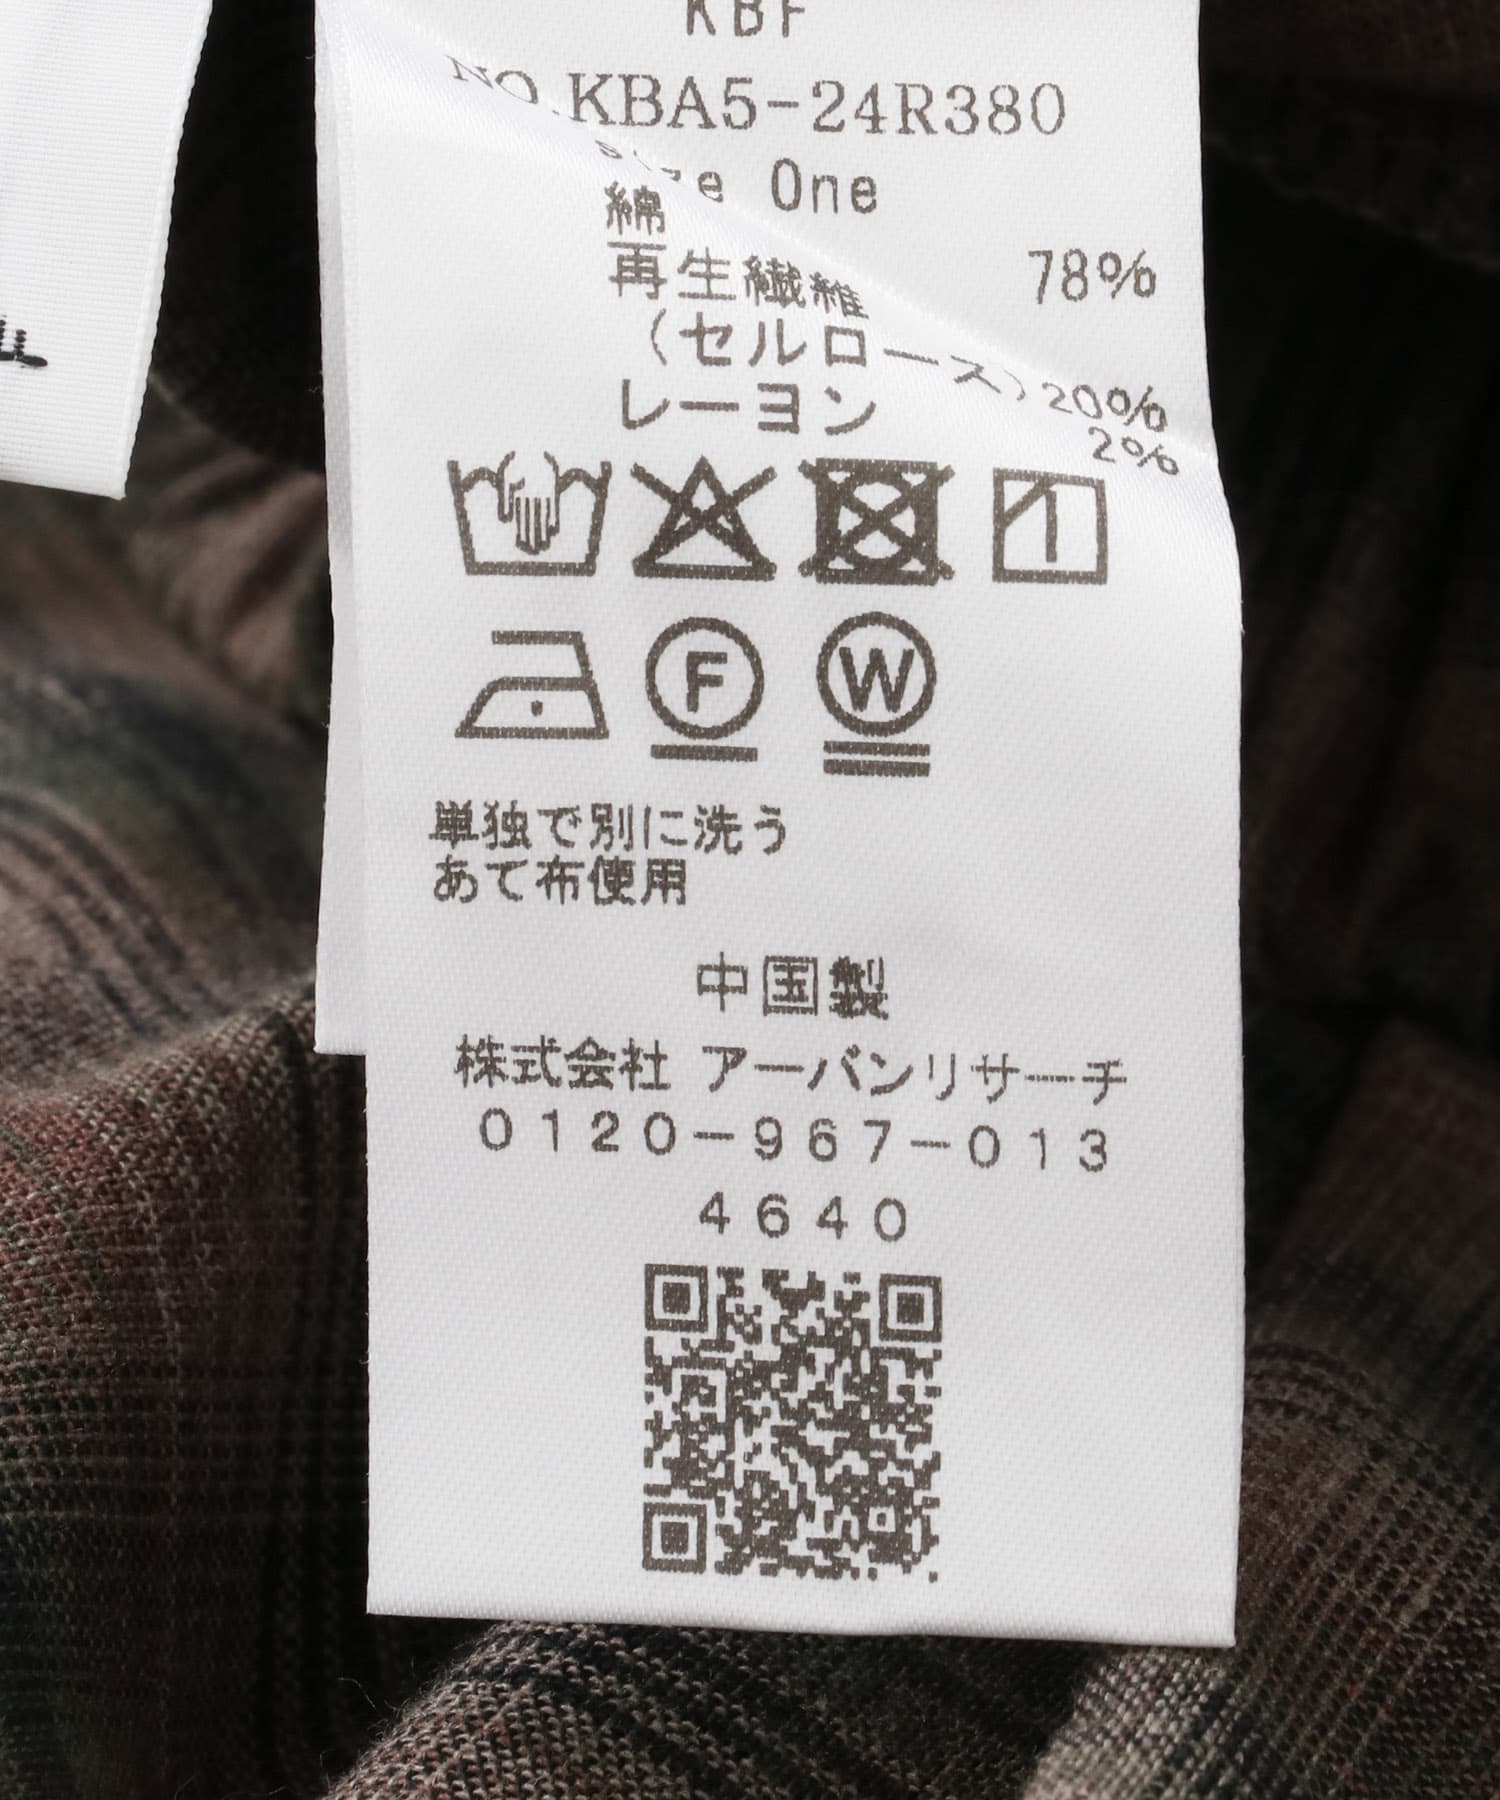 KBF
NO.KBA5-24R380
size One
綿 78%
再生繊維
(セルロース) 20%
レーヨン 2%
F W
単独で別に洗う
あて布使用
中国製
株式会社 アーバンリサーチ
0120-967-013
4640